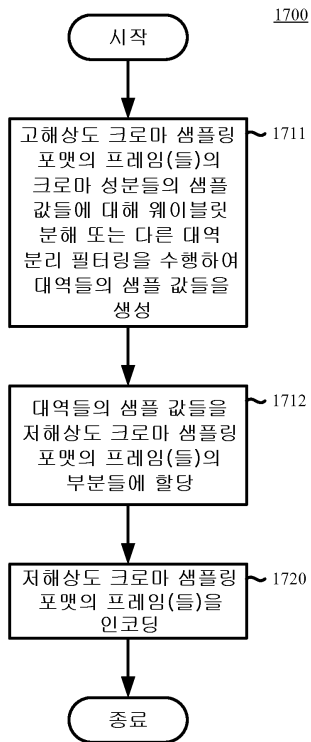 1700
시작
고해상도 크로마 샘플링
포맷의 프레임(들)의
크로마 성분들의 샘플
값들에 대해 웨이블릿
분해 또는 다른 대역
분리 필터링을 수행하여
대역들의 샘플 값들을
생성
1711
대역들의 샘플 값들을
저해상도 크로마 샘플링
포맷의 프레임(들)의
부분들에 할당
1712
저해상도 크로마 샘플링
포맷의 프레임(들)을
인코딩
1720
종료